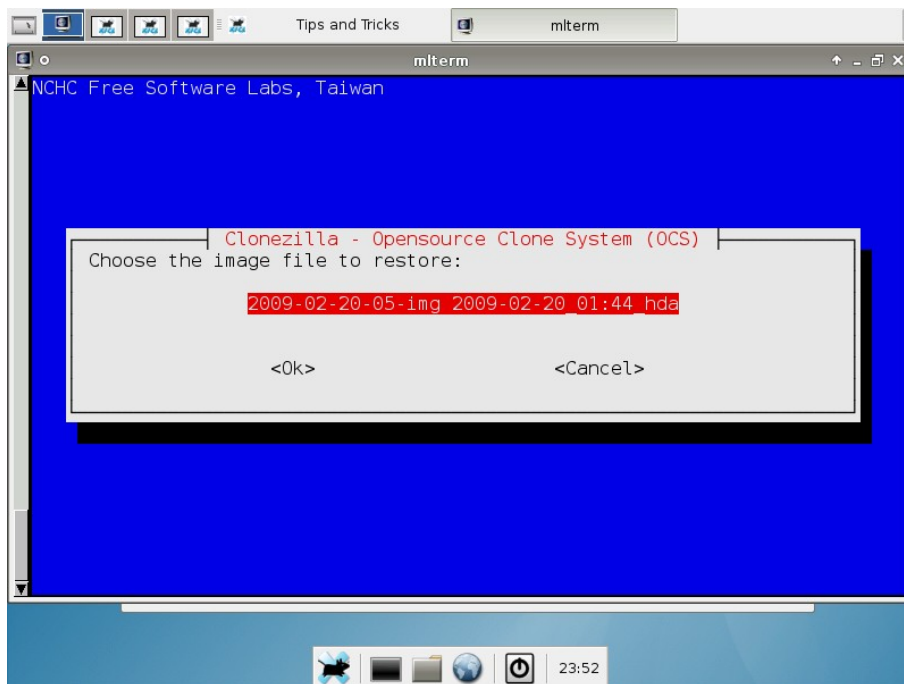 Tips and Tricks
mlterm
mlterm
NCHC Free Software Labs, Taiwan
Clonezilla - Opensource Clone System (OCS)
Choose the image file to restore:
2009-02-20-05-img 2009-02-20_01:44_hda
<Ok>
<Cancel>
23:52